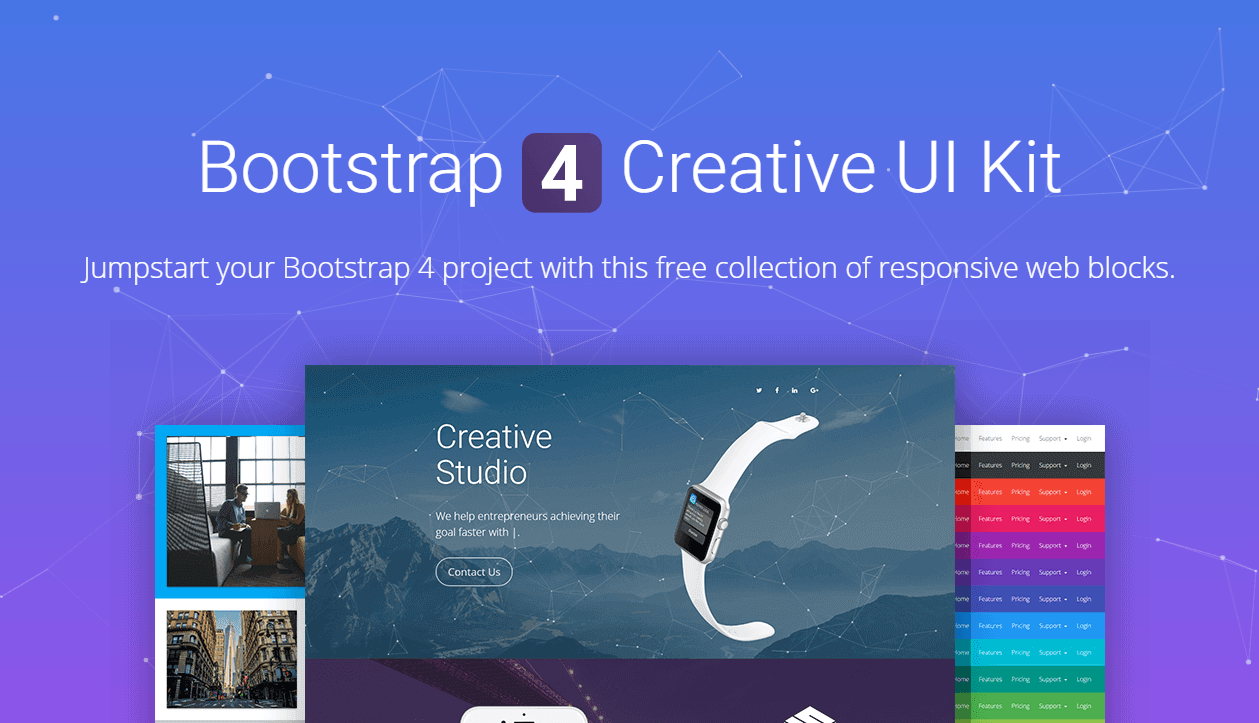 Bootstrap 4 Creative UI Kit
Jumpstart your Bootstrap 4 project with this free collection of responsive web blocks.
Creative
Studio
We help entrepreneurs achieving their
goal faster with |.
Contact Us
Home Features Pricing Support Login
Home Features Pricing Support Login
Home Features Pricing Support Login
Home Features Pricing Support Login
Home Features Pricing Support Login
Home Features Pricing Support Login
Home Features Pricing Support Login
Home Features Pricing Support Login
Home Features Pricing Support Login
Home Features Pricing Support Login
Home Features Pricing Support Login